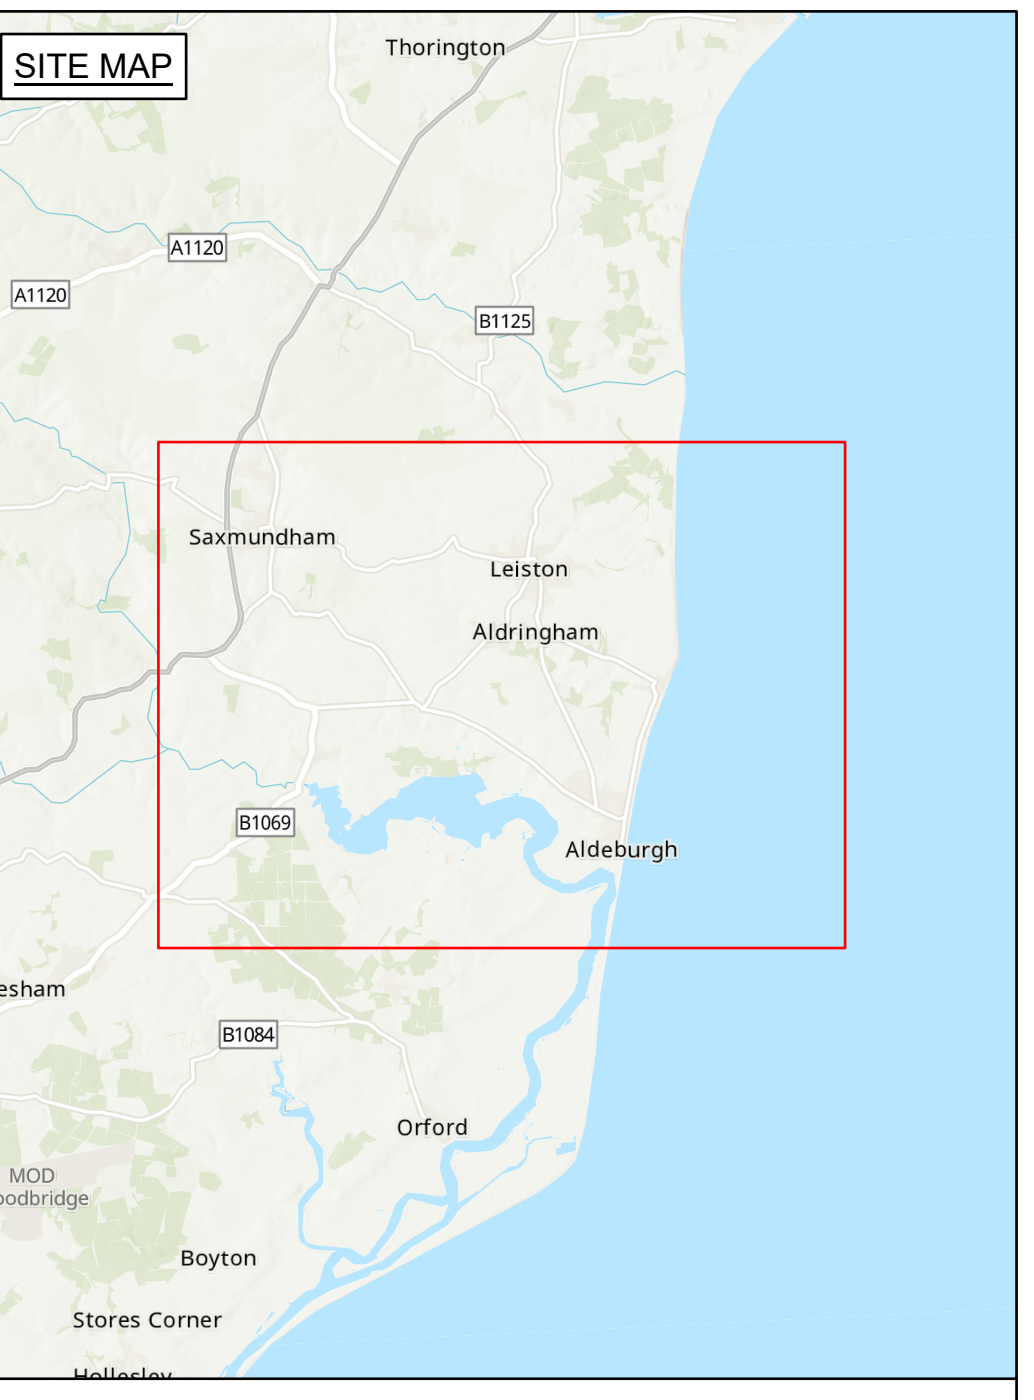 SITE MAP
Thorington
A1120
A1120
B1125
Saxmundham
Leiston
Aldringham
B1069
Aldeburgh
esham
B1084
Orford
MOD
oodbridge
Boyton
Stores Corner
Hollesley